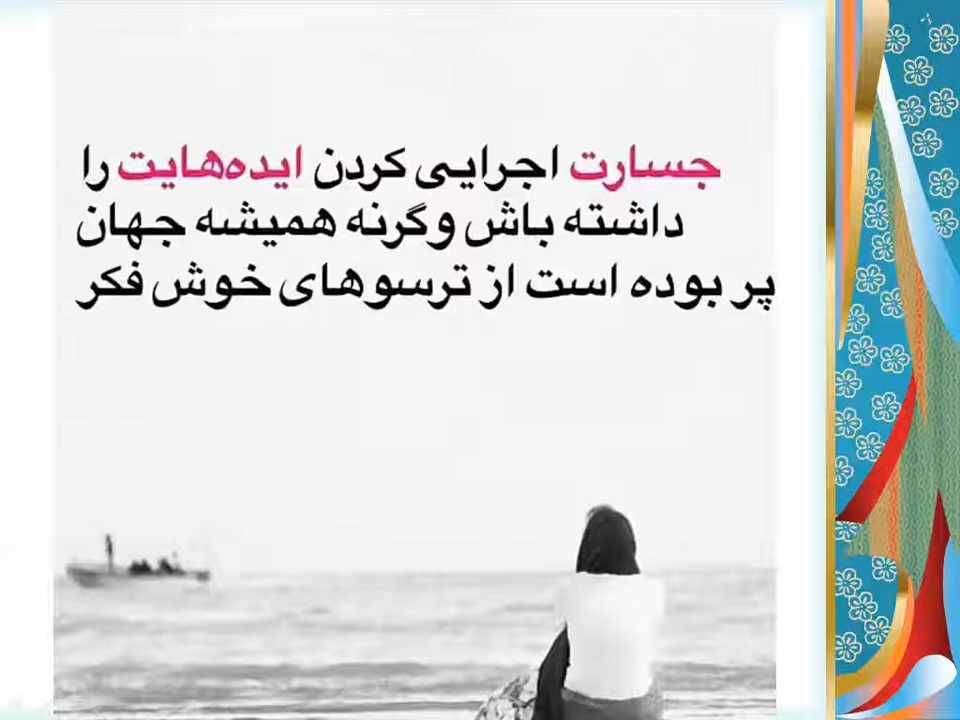 جسارت اجرایی کردن ایده‌هایت را
داشته باش وگرنه همیشه جهان
پر بوده است از ترسوهای خوش فکر